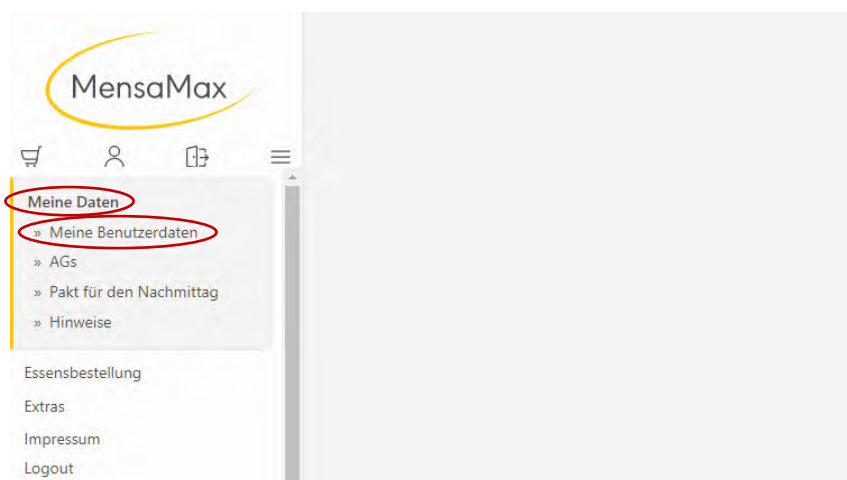 MensaMax
Meine Daten
» Meine Benutzerdaten
» AGs
» Pakt für den Nachmittag
» Hinweise
Essensbestellung
Extras
Impressum
Logout